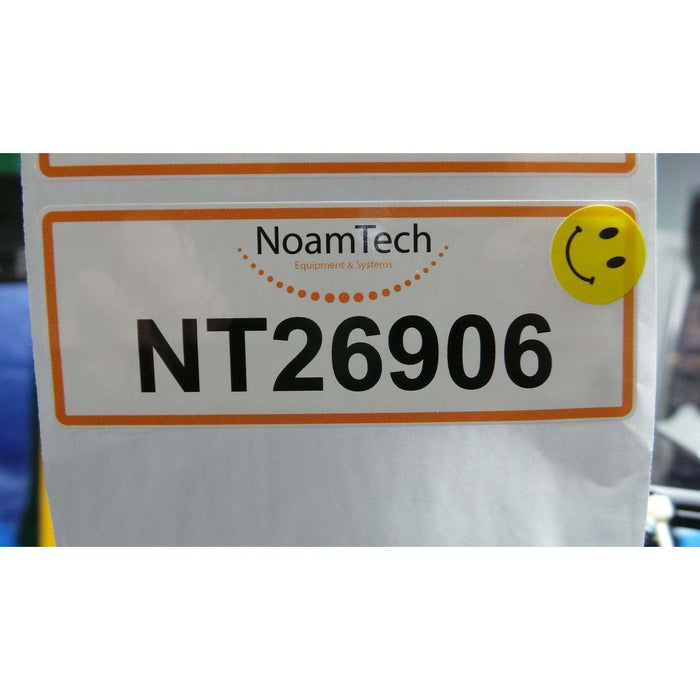 NoamTech
Equipment & Systems
NT26906